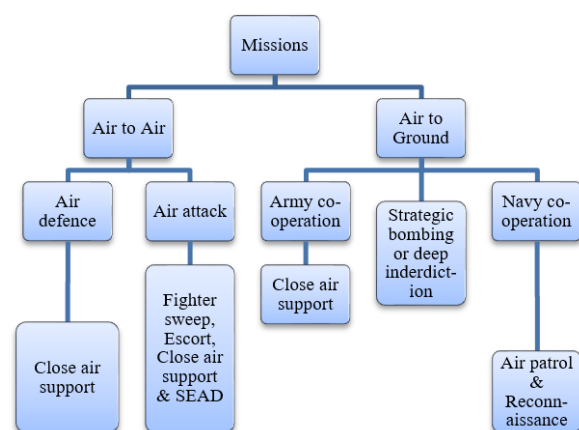 Missions
Air to Air
Air to
Ground
Air
defence
Air attack
Army co-
operation
Strategic
bombing
or deep
inderdict-
ion
Navy co-
operation
Close air
support
Fighter
sweep,
Escort,
Close air
support
& SEAD
Close air
support
Air patrol
&
Reconn-
aissance